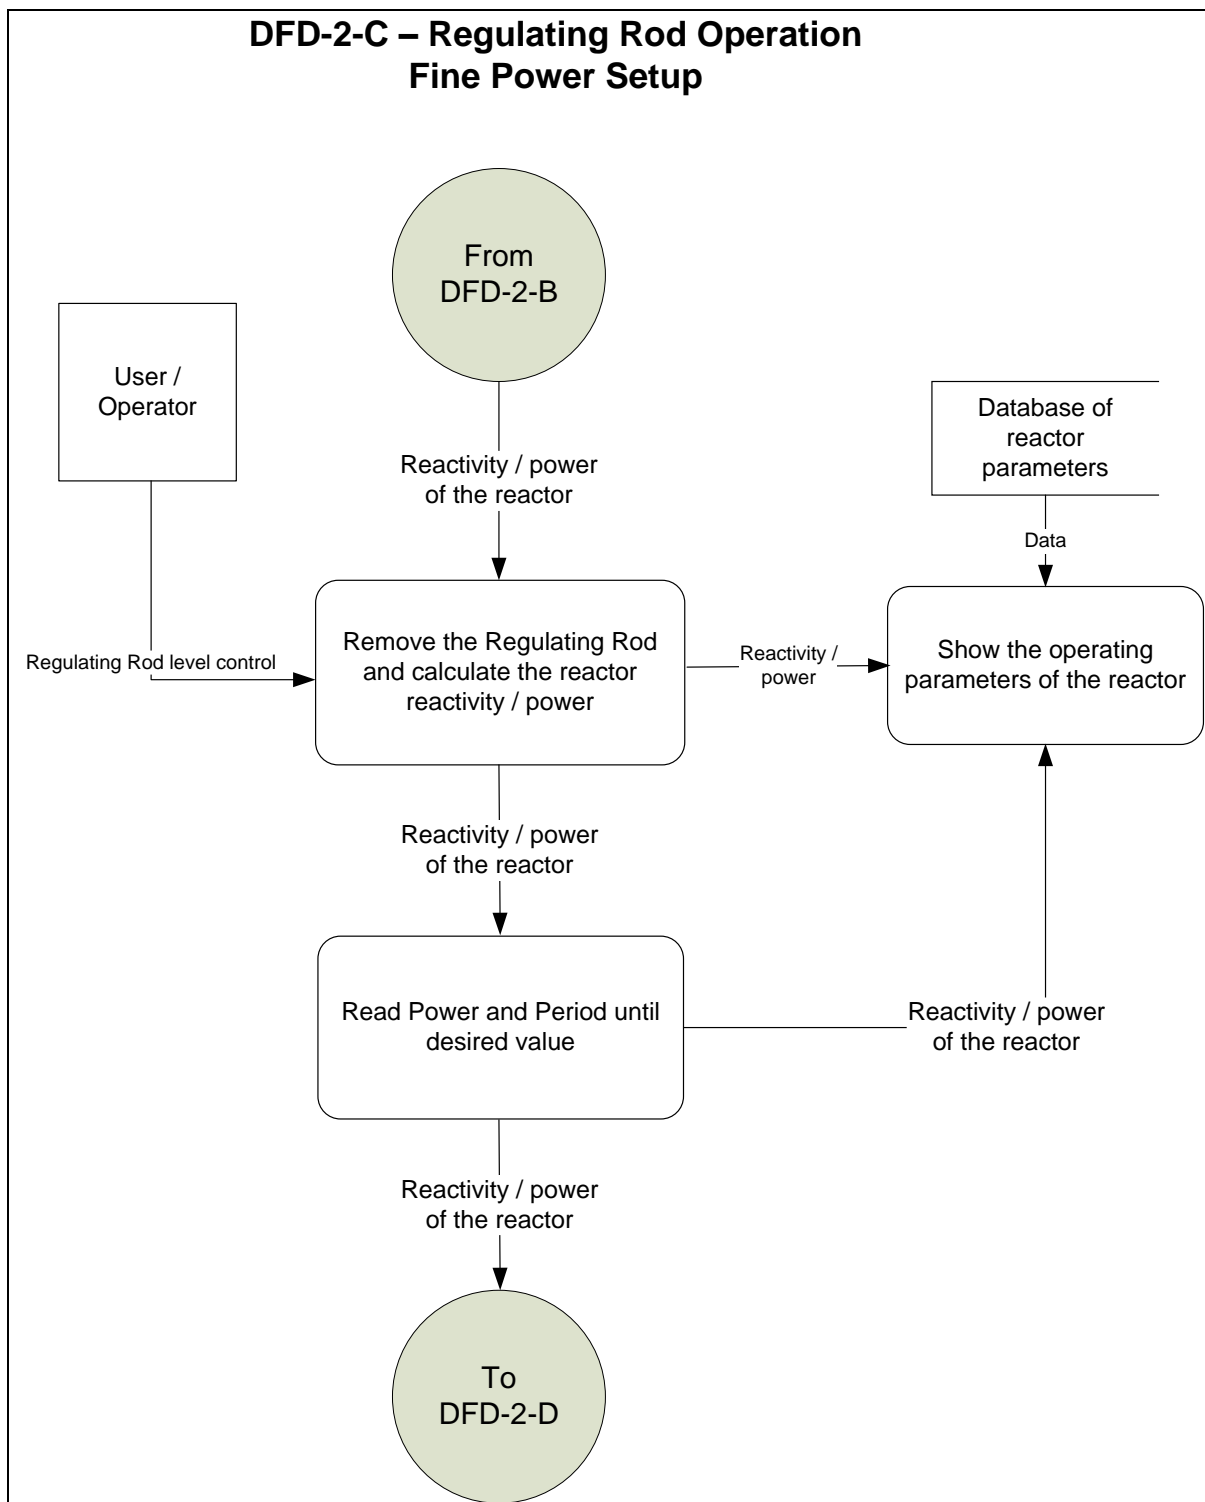 DFD-2-C – Regulating Rod Operation
Fine Power Setup
From
DFD-2-B
User /
Operator
Database of
reactor
parameters
Reactivity / power
of the reactor
Data
Regulating Rod level control
Remove the Regulating Rod
and calculate the reactor
reactivity / power
Reactivity /
power
Show the operating
parameters of the reactor
Reactivity / power
of the reactor
Read Power and Period until
desired value
Reactivity / power
of the reactor
Reactivity / power
of the reactor
To
DFD-2-D